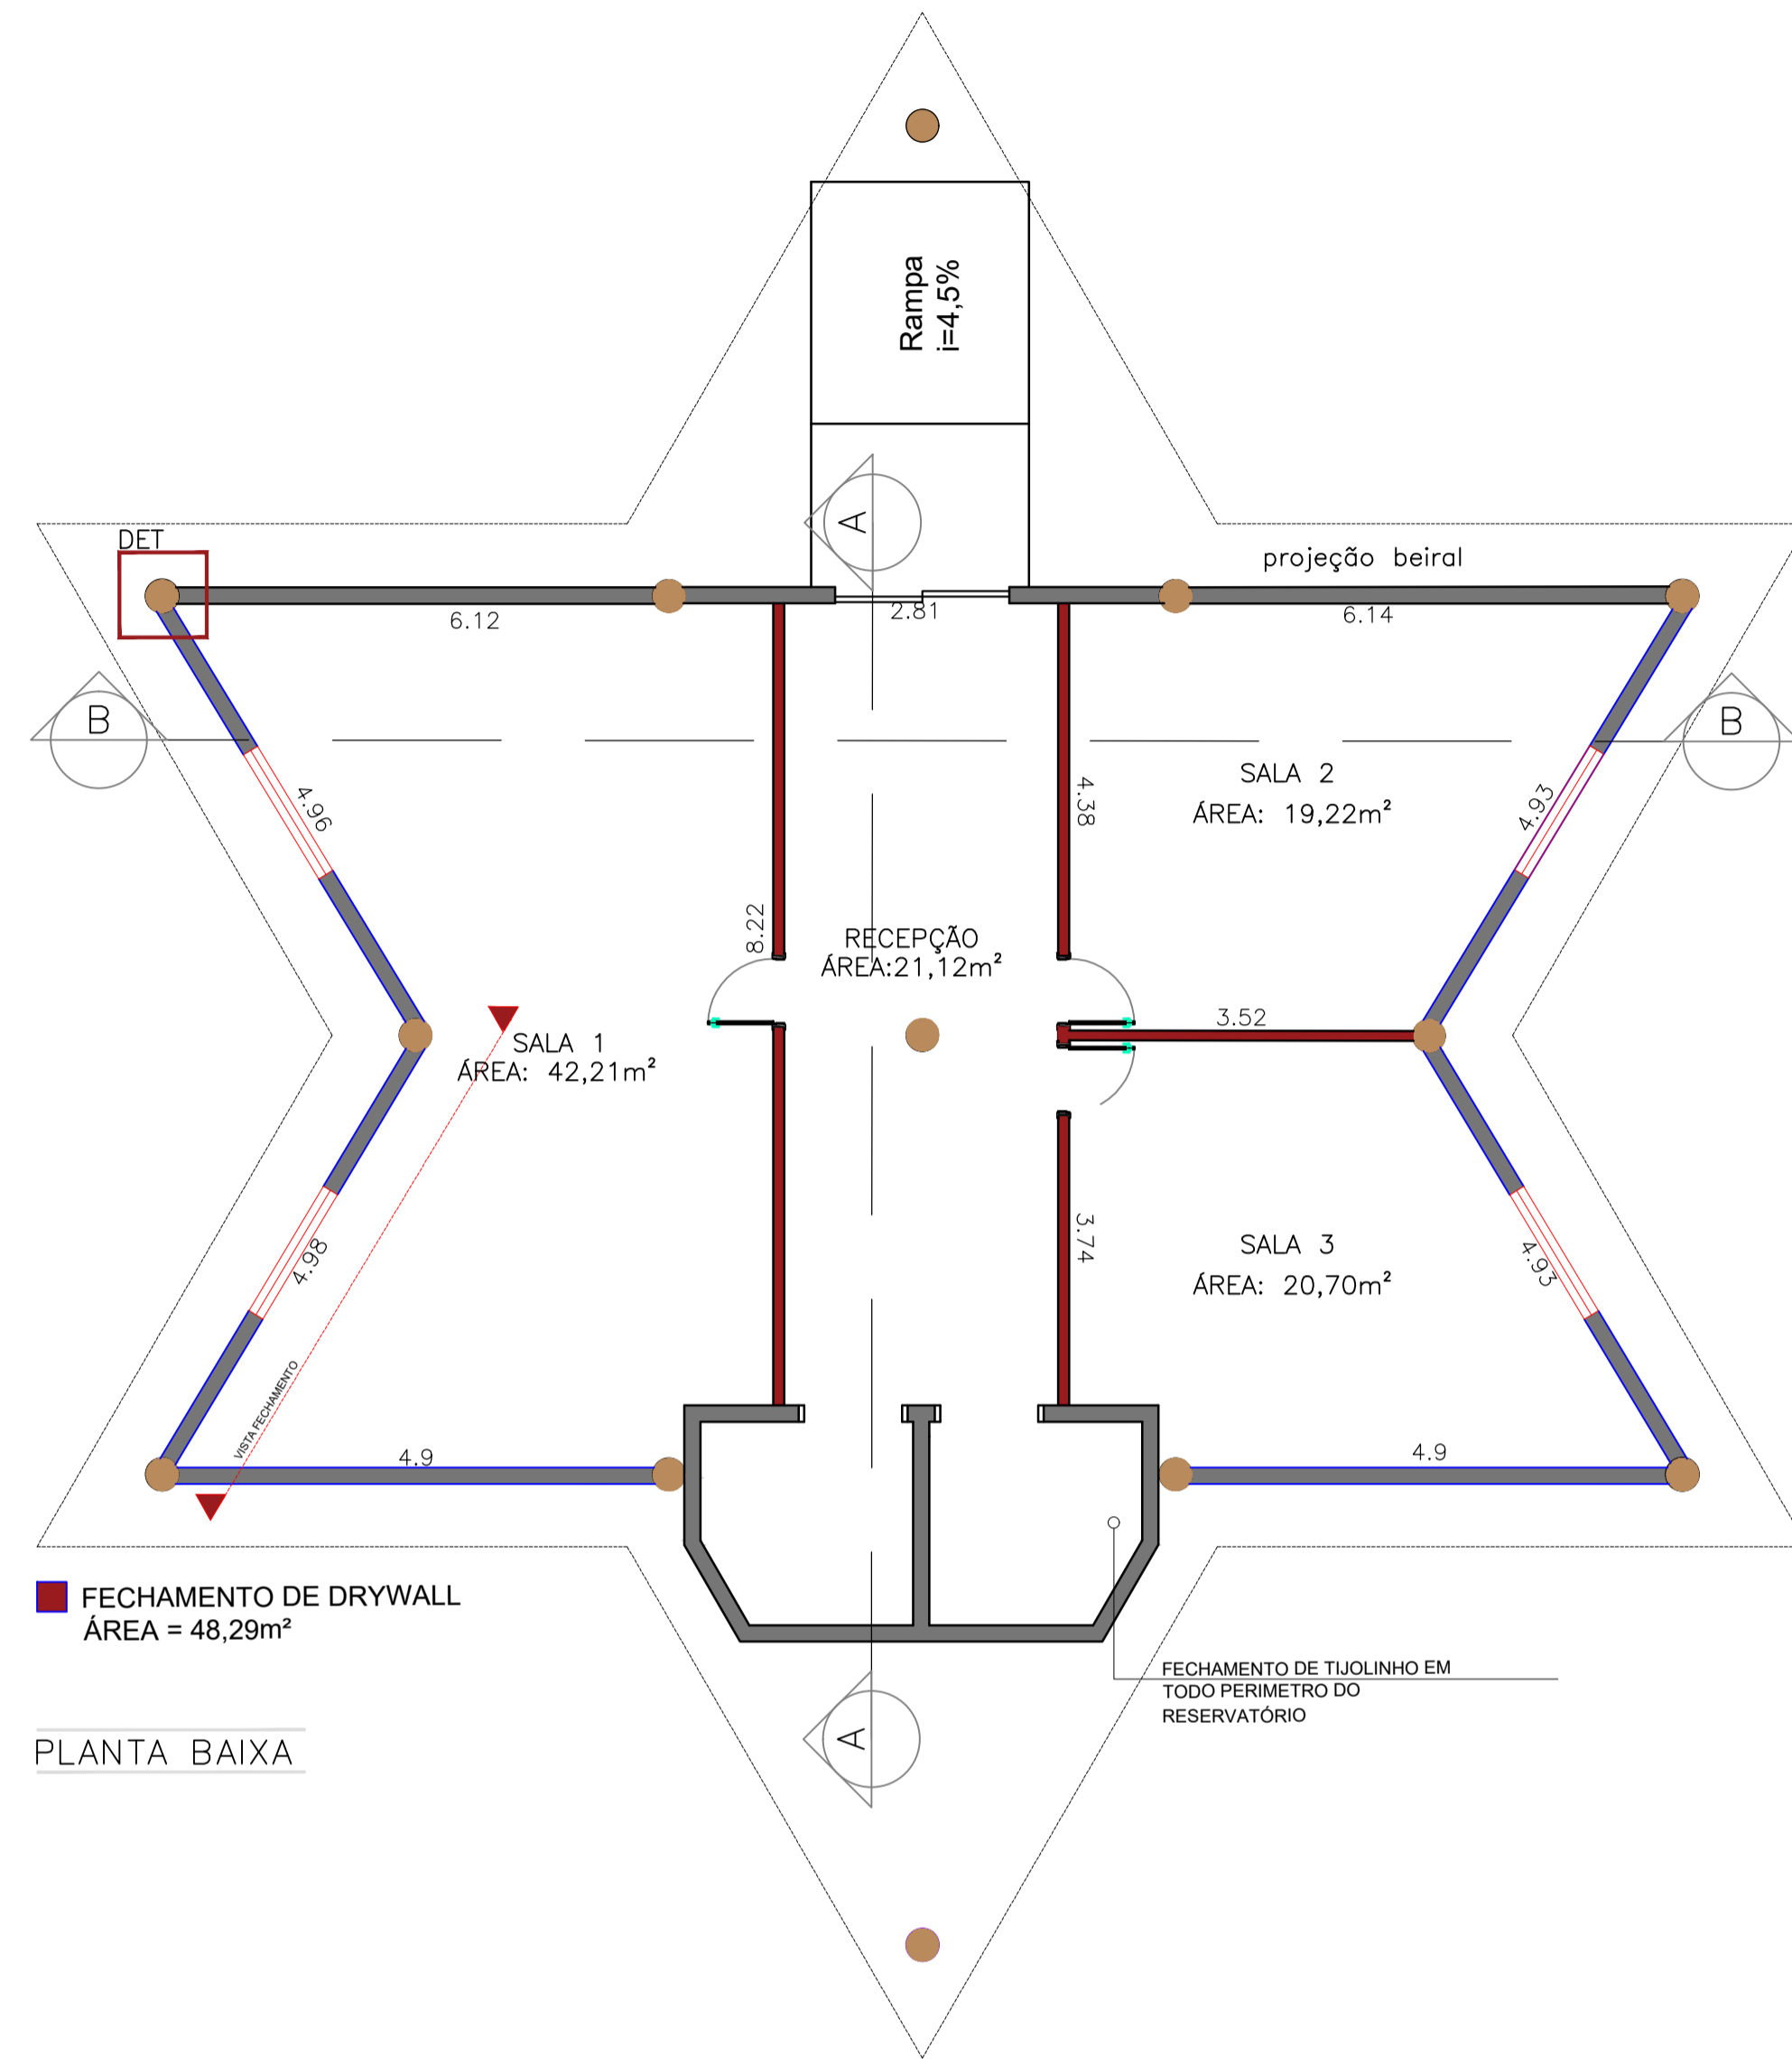 Rampa
i=4,5%
A
DET
projeção beiral
6.12
2.81
6.14
B
B
4.96
4.38
SALA 2
ÁREA: 19,22m²
4.93
8.22
RECEPÇÃO
ÁREA:21,12m²
3.52
SALA 1
ÁREA: 42,21m²
3.74
SALA 3
ÁREA: 20,70m²
4.98
4.93
VISTA FECHAMENTO
4.9
4.9
FECHAMENTO DE DRYWALL
ÁREA = 48,29m²
FECHAMENTO DE TIJOLINHO EM
TODO PERIMETRO DO
RESERVATÓRIO
A
PLANTA BAIXA